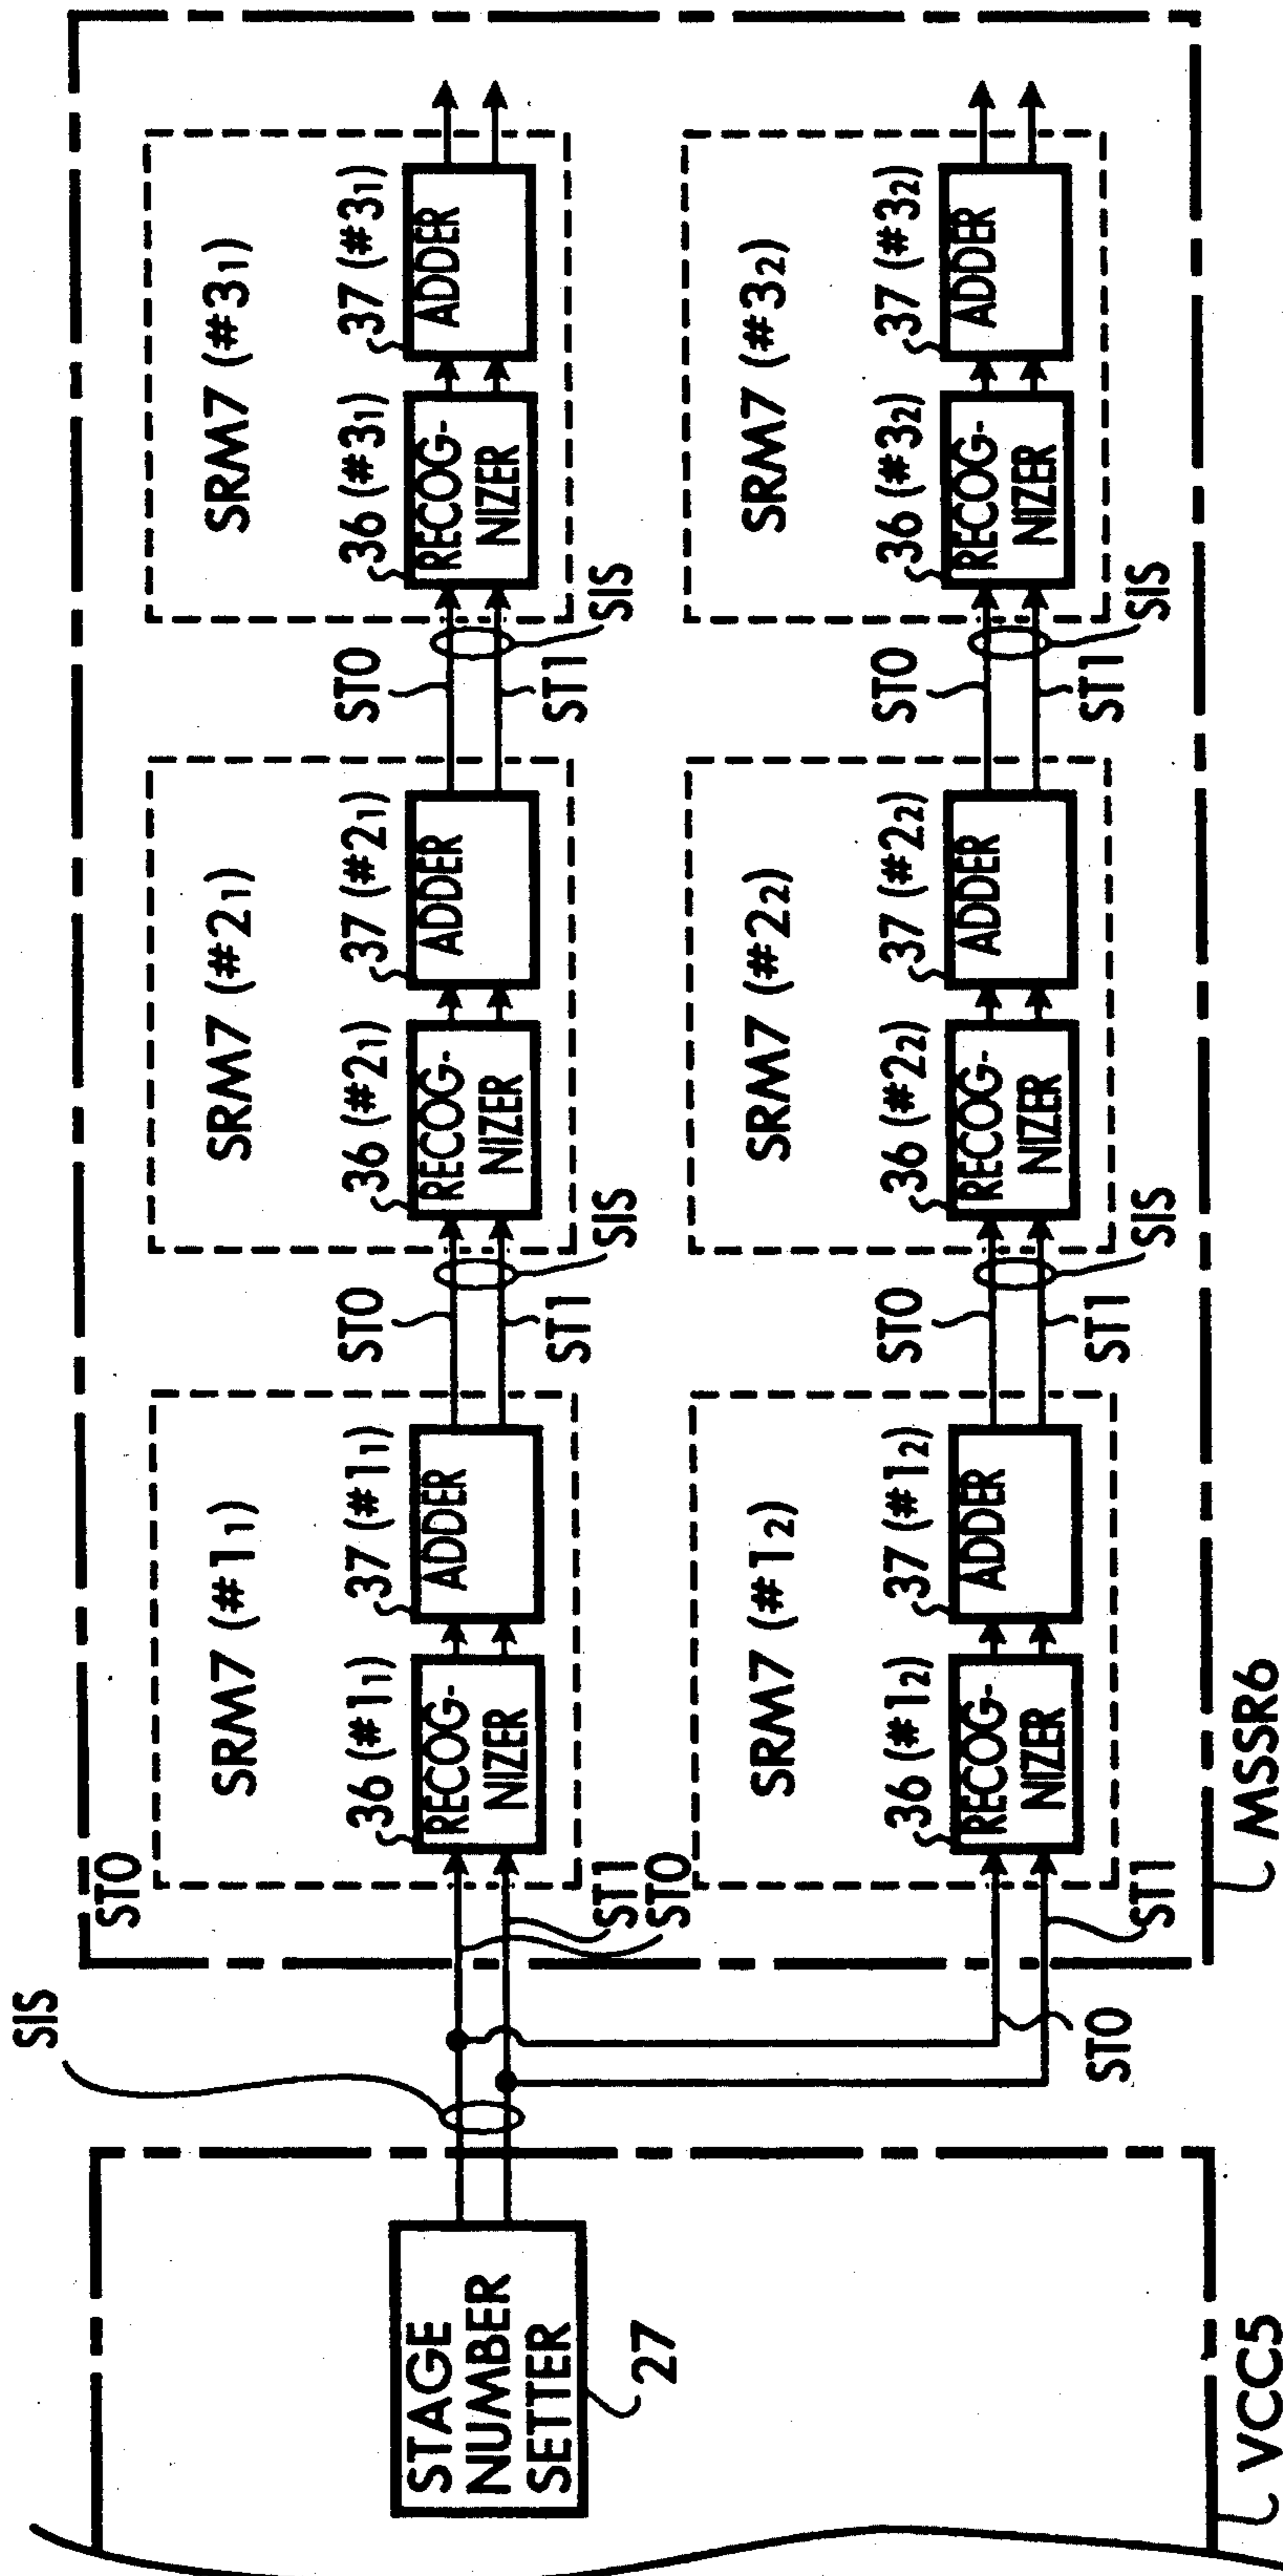 SIS
STAGE
NUMBER
SETTER
27
VCC5
ST0
ST1
ST0
ST0
ST1
MSSR6
SRM7 (#1₁)
36 (#1₁)
RECOG-
NIZER
37 (#1₁)
ADDER
ST0
ST1
SIS
SRM7 (#2₁)
36 (#2₁)
RECOG-
NIZER
37 (#2₁)
ADDER
ST0
ST1
SIS
SRM7 (#3₁)
36 (#3₁)
RECOG-
NIZER
37 (#3₁)
ADDER
SRM7 (#1₂)
36 (#1₂)
RECOG-
NIZER
37 (#1₂)
ADDER
ST0
ST1
SIS
SRM7 (#2₂)
36 (#2₂)
RECOG-
NIZER
37 (#2₂)
ADDER
ST0
ST1
SIS
SRM7 (#3₂)
36 (#3₂)
RECOG-
NIZER
37 (#3₂)
ADDER